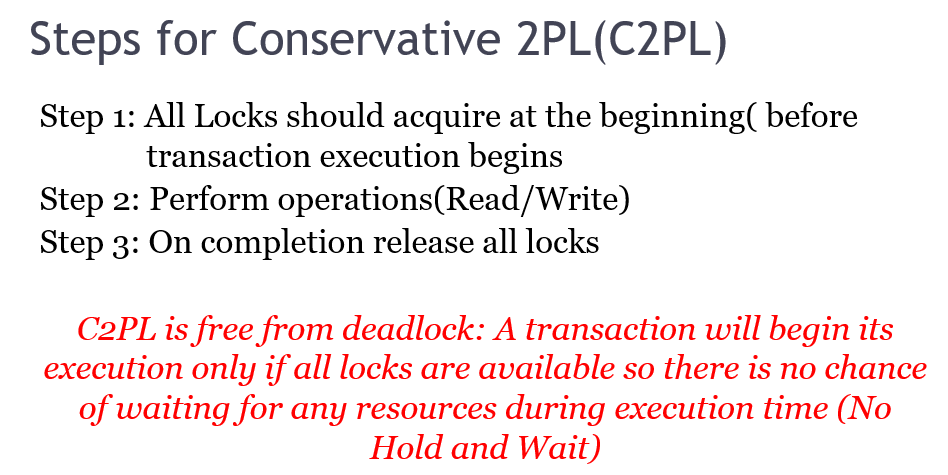 Steps for Conservative 2PL(C2PL)
Step 1: All Locks should acquire at the beginning( before
transaction execution begins
Step 2: Perform operations(Read/Write)
Step 3: On completion release all locks
C2PL is free from deadlock: A transaction will begin its
execution only if all locks are available so there is no chance
of waiting for any resources during execution time (No
Hold and Wait)